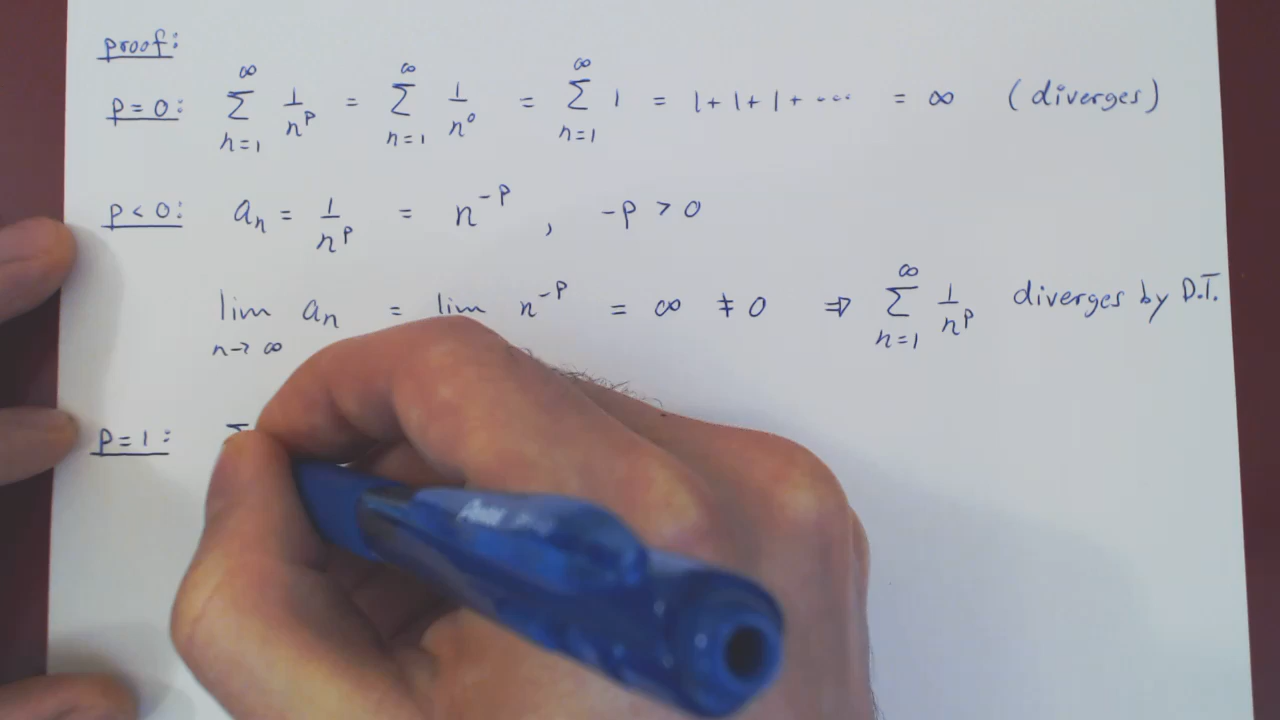 proof:
p=0: ∞∑n=1 1/n^p = ∞∑n=1 1/n^0 = ∞∑n=1 1 = 1+1+1+··· = ∞ (diverges)
p<0: a_n = 1/n^p = n^-p , -p > 0
lim n→∞ a_n = lim n^-p = ∞ ≠ 0 ⇒ ∞∑n=1 1/n^p diverges by D.T.
p=1: